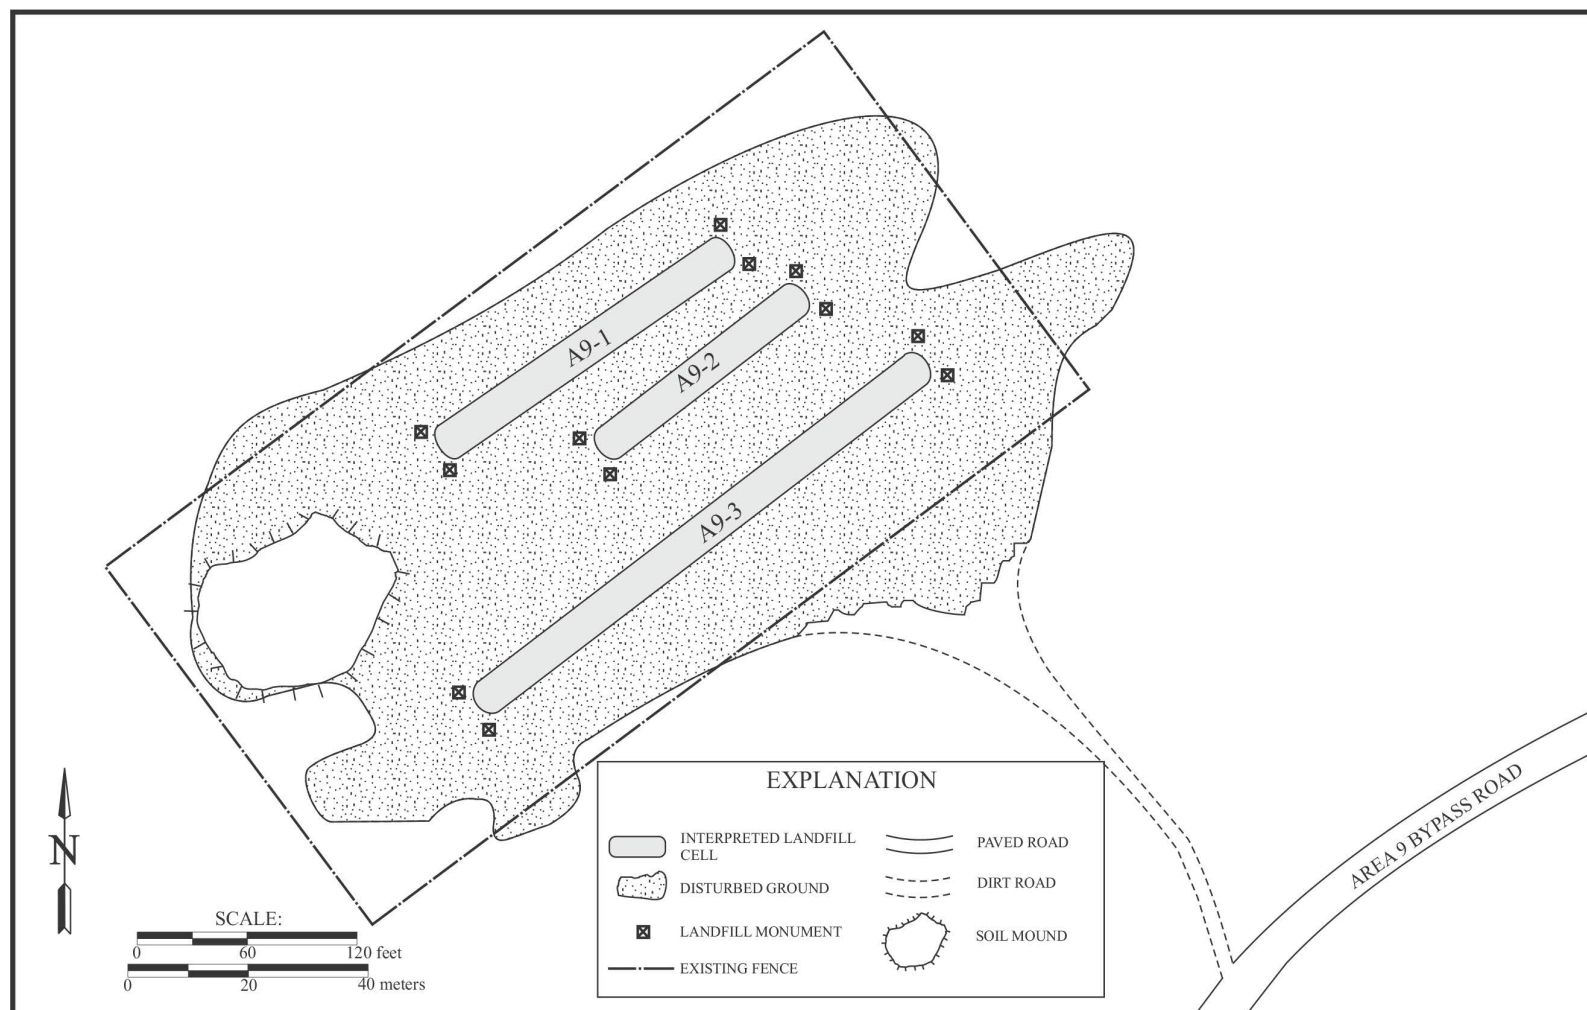 A9-1
A9-2
A9-3
EXPLANATION
INTERPRETED LANDFILL
CELL
PAVED ROAD
DISTURBED GROUND
DIRT ROAD
LANDFILL MONUMENT
SOIL MOUND
EXISTING FENCE
AREA 9 BYPASS ROAD
N
SCALE:
0 60 120 feet
0 20 40 meters